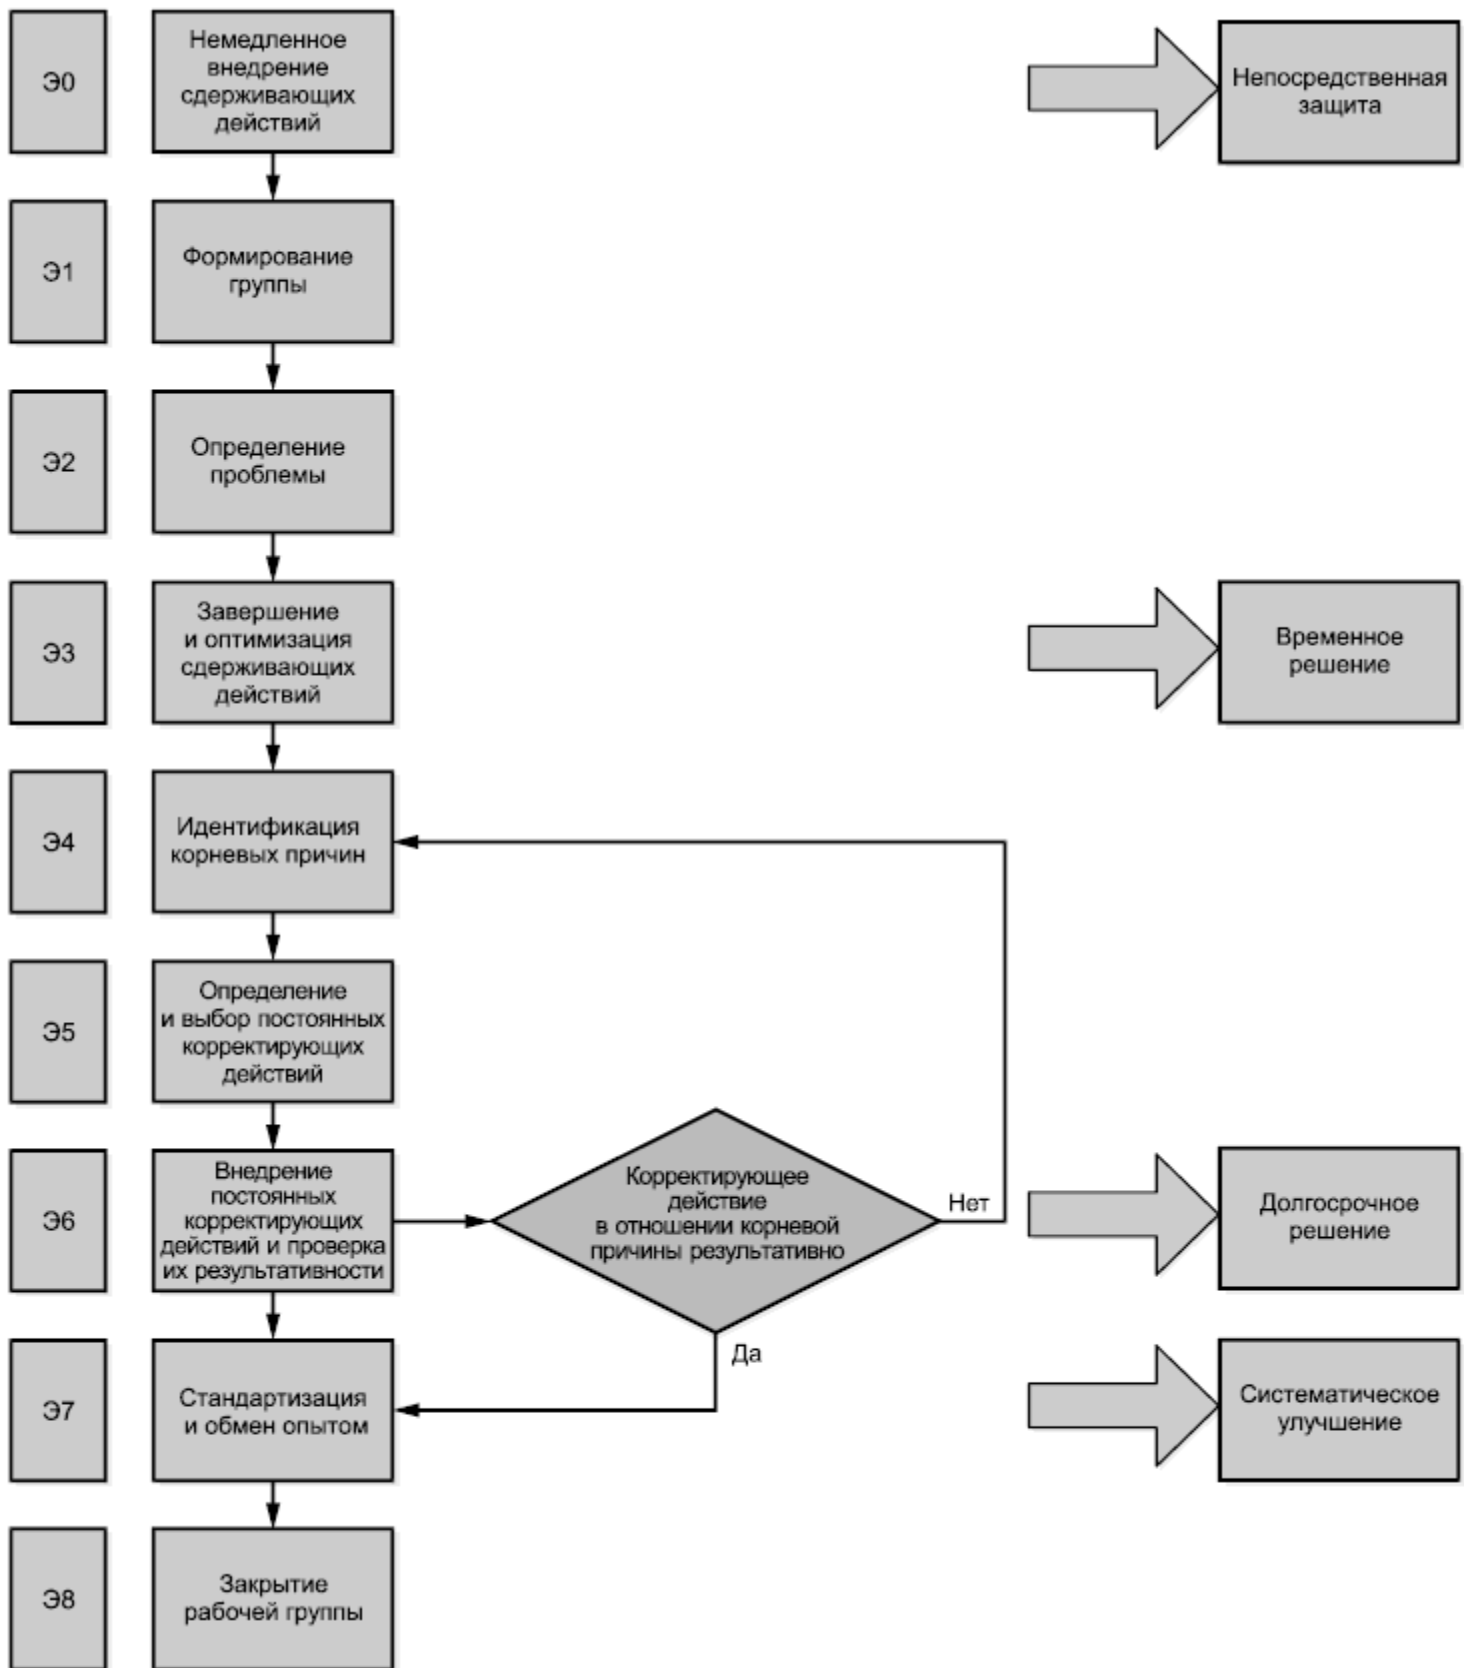 Э0
Немедленное
внедрение
сдерживающих
действий
Непосредственная
защита
Э1
Формирование
группы
Э2
Определение
проблемы
Э3
Завершение
и оптимизация
сдерживающих
действий
Временное
решение
Э4
Идентификация
корневых причин
Э5
Определение
и выбор постоянных
корректирующих
действий
Э6
Внедрение
постоянных
корректирующих
действий и проверка
их результативности
Корректирующее
действие
в отношении корневой
причины результативно
Нет
Да
Долгосрочное
решение
Э7
Стандартизация
и обмен опытом
Систематическое
улучшение
Э8
Закрытие
рабочей группы